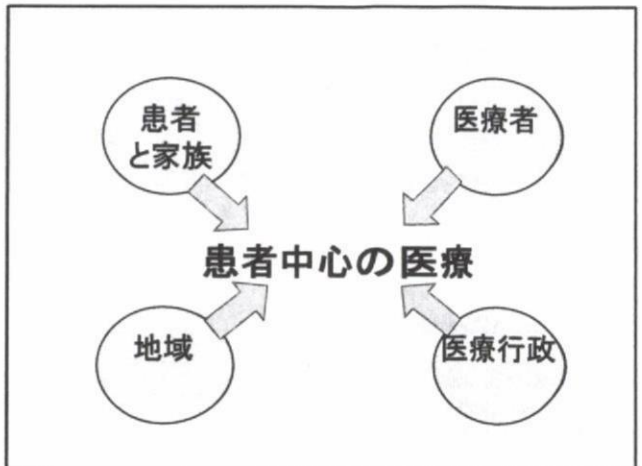 患者
と家族
医療者
患者中心の医療
地域
医療行政